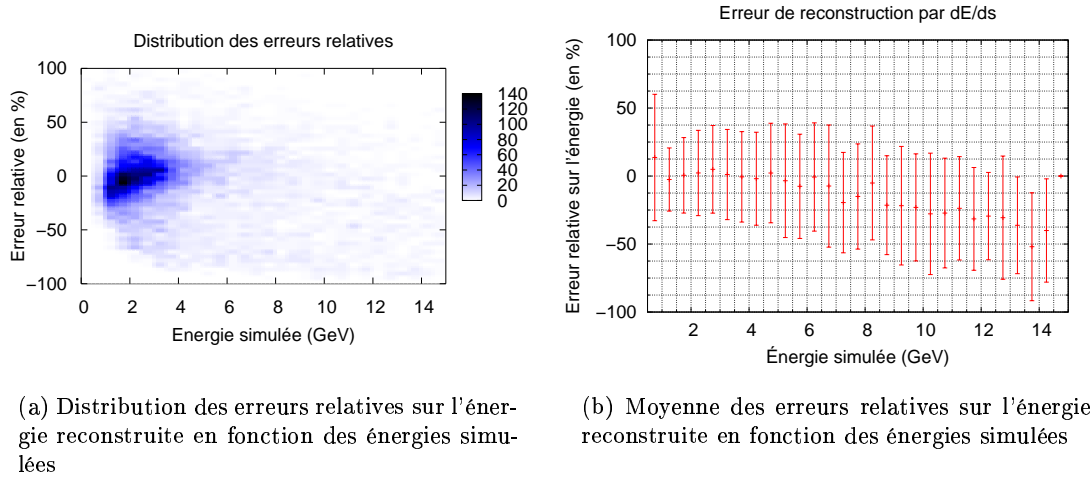 Distribution des erreurs relatives
100
50
0
−50
−100
Erreur relative (en %)
0 2 4 6 8 10 12 14
Energie simulée (GeV)
140
120
100
80
60
40
20
0
(a) Distribution des erreurs relatives sur l'éner-
gie reconstruite en fonction des énergies simu-
lées
Erreur de reconstruction par dE/ds
100
50
0
−50
−100
Erreur relative sur l'énergie (en %)
2 4 6 8 10 12 14
Énergie simulée (GeV)
(b) Moyenne des erreurs relatives sur l'énergie
reconstruite en fonction des énergies simulées